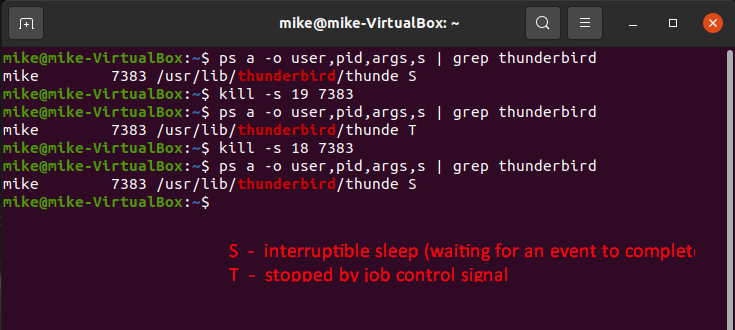 mike@mike-VirtualBox: ~
mike@mike-VirtualBox:~$ ps a -o user,pid,args,s | grep thunderbird
mike        7383 /usr/lib/thunderbird/thunde S
mike@mike-VirtualBox:~$ kill -s 19 7383
mike@mike-VirtualBox:~$ ps a -o user,pid,args,s | grep thunderbird
mike        7383 /usr/lib/thunderbird/thunde T
mike@mike-VirtualBox:~$ kill -s 18 7383
mike@mike-VirtualBox:~$ ps a -o user,pid,args,s | grep thunderbird
mike        7383 /usr/lib/thunderbird/thunde S
mike@mike-VirtualBox:~$
S - interruptible sleep (waiting for an event to complet
T - stopped by job control signal